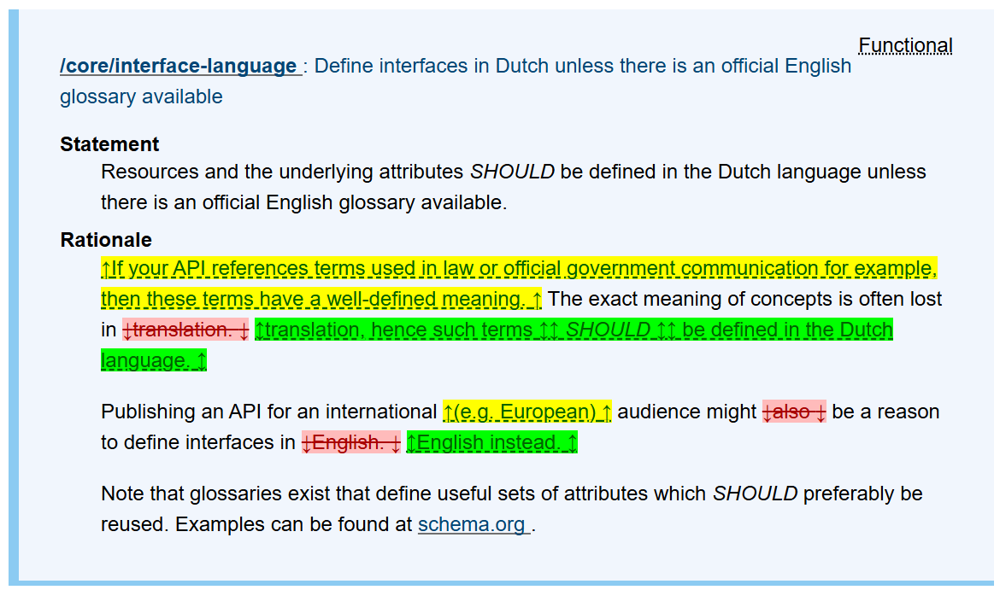 Functional
/core/interface-language : Define interfaces in Dutch unless there is an official English
glossary available
Statement
Resources and the underlying attributes SHOULD be defined in the Dutch language unless
there is an official English glossary available.
Rationale
↑If your API references terms used in law or official government communication for example,
then these terms have a well-defined meaning. ↑ The exact meaning of concepts is often lost
in ↓translation. ↓ ↕translation, hence such terms ↕↕ SHOULD ↕↕ be defined in the Dutch
language. ↕
Publishing an API for an international ↑(e.g. European) ↑ audience might ↓also ↓ be a reason
to define interfaces in ↓English. ↓ ↕English instead. ↕
Note that glossaries exist that define useful sets of attributes which SHOULD preferably be
reused. Examples can be found at schema.org .